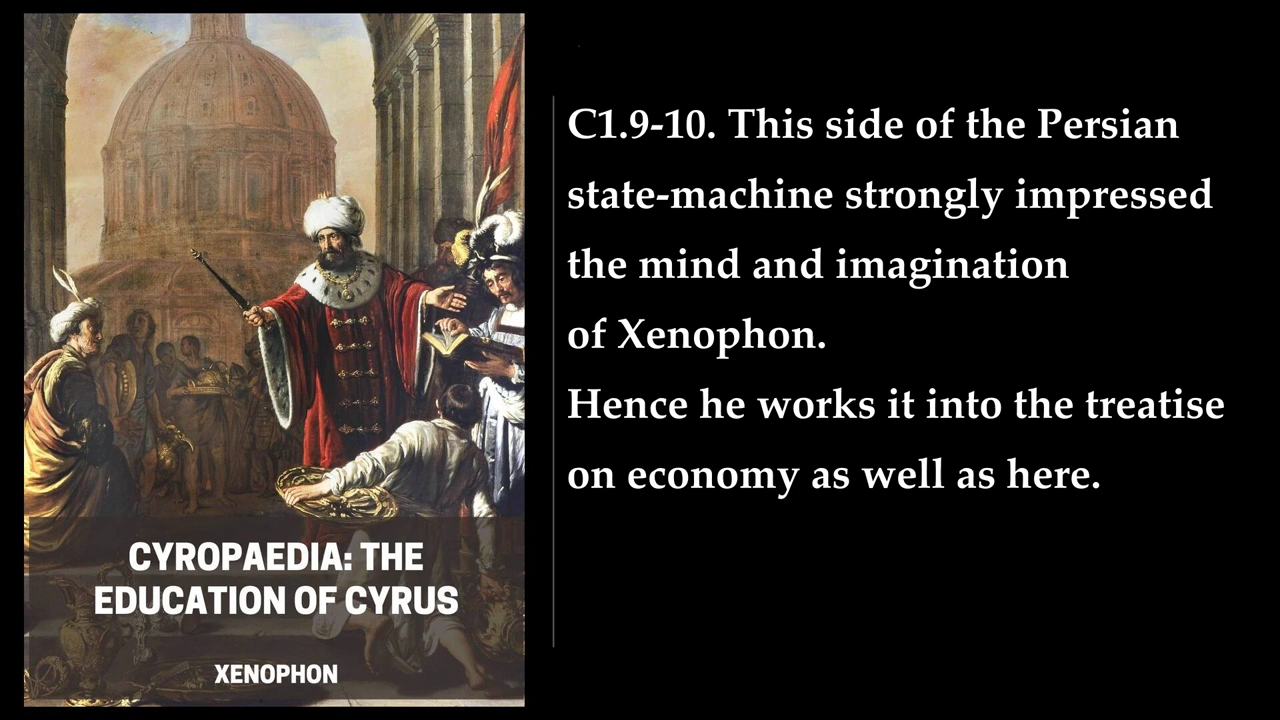 CYROPAEDIA: THE
EDUCATION OF CYRUS
XENOPHON
C1.9-10. This side of the Persian
state-machine strongly impressed
the mind and imagination
of Xenophon.
Hence he works it into the treatise
on economy as well as here.